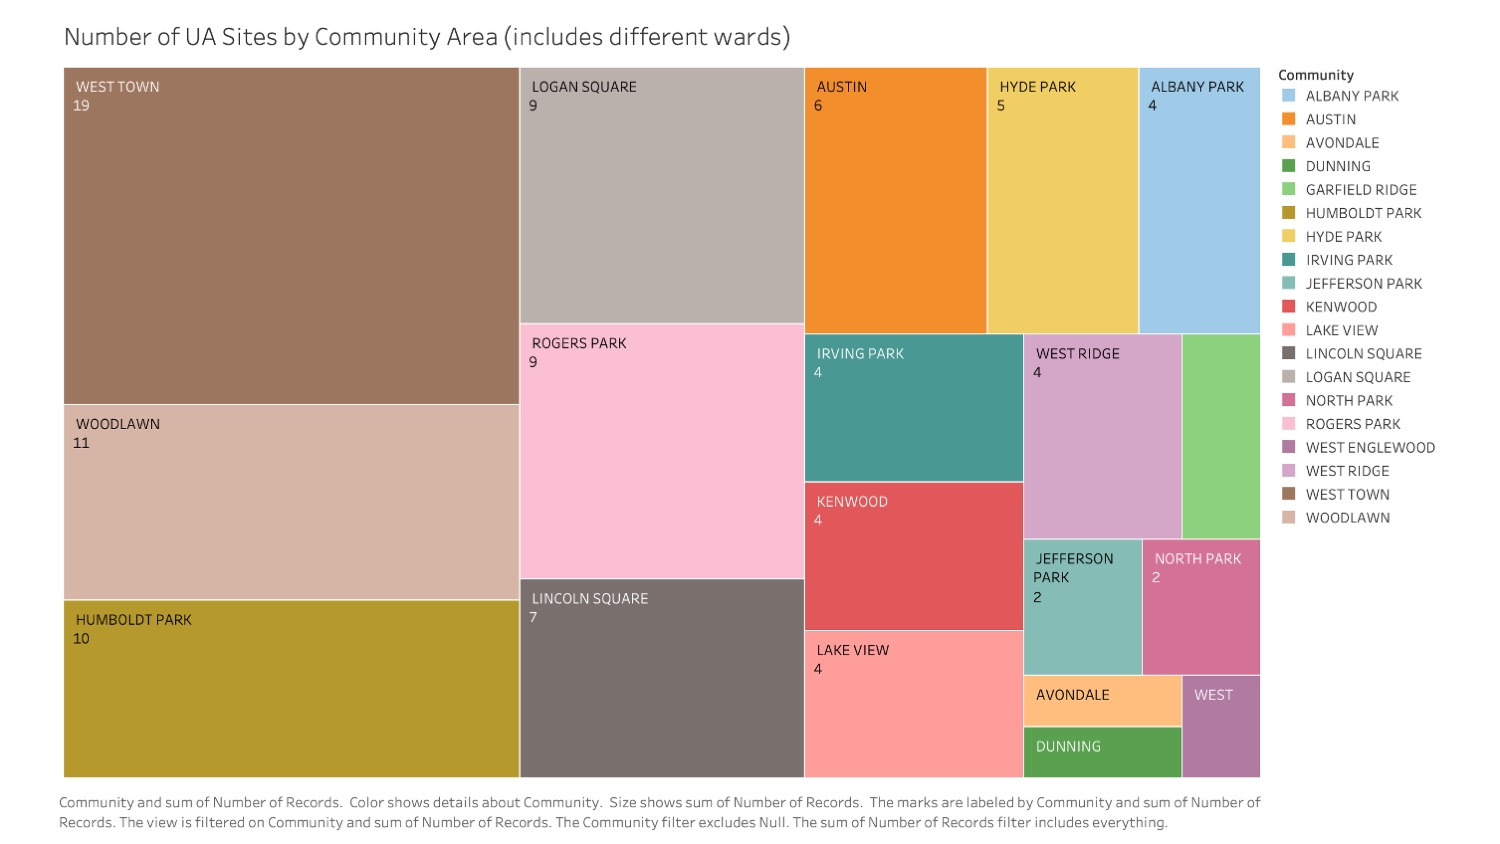 Number of UA Sites by Community Area (includes different wards)
WEST TOWN
19
WOODLAWN
11
HUMBOLDT PARK
10
LOGAN SQUARE
9
ROGERS PARK
9
LINCOLN SQUARE
7
AUSTIN
6
HYDE PARK
5
ALBANY PARK
4
IRVING PARK
4
KENWOOD
4
LAKE VIEW
4
WEST RIDGE
4
JEFFERSON
PARK
2
NORTH PARK
2
AVONDALE
DUNNING
WEST
Community
ALBANY PARK
AUSTIN
AVONDALE
DUNNING
GARFIELD RIDGE
HUMBOLDT PARK
HYDE PARK
IRVING PARK
JEFFERSON PARK
KENWOOD
LAKE VIEW
LINCOLN SQUARE
LOGAN SQUARE
NORTH PARK
ROGERS PARK
WEST ENGLEWOOD
WEST RIDGE
WEST TOWN
WOODLAWN
Community and sum of Number of Records. Color shows details about Community. Size shows sum of Number of Records. The marks are labeled by Community and sum of Number of
Records. The view is filtered on Community and sum of Number of Records. The Community filter excludes Null. The sum of Number of Records filter includes everything.